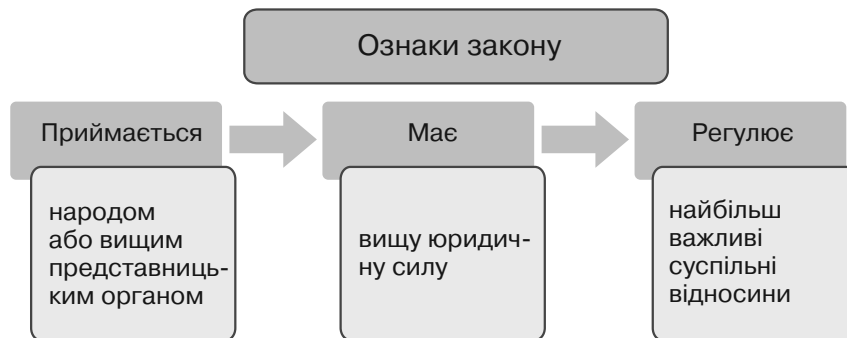 Ознаки закону
Приймається
Має
Регулює
народом
або вищим
представниць-
ким органом
вищу юридич-
ну силу
найбільш
важливі
суспільні
відносини